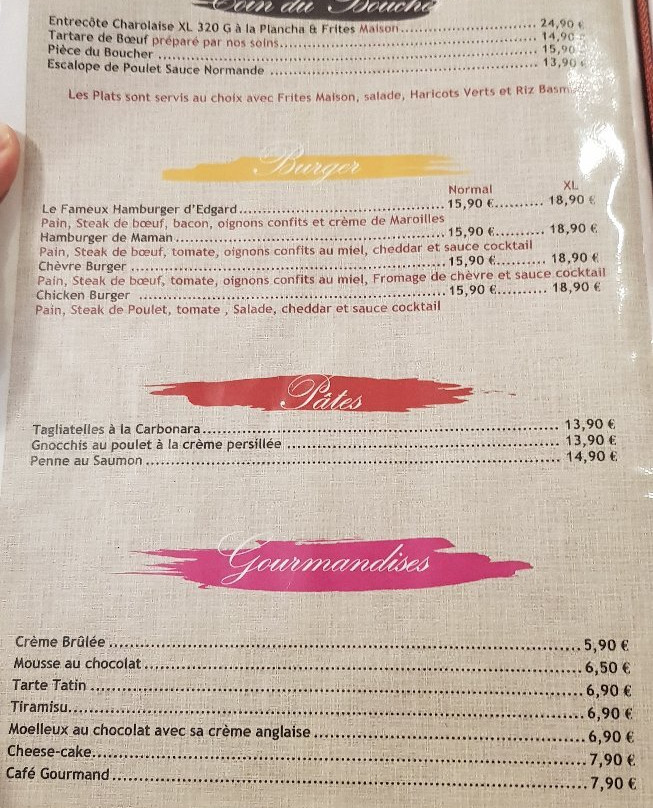 Coin du Bouche
Entrecôte Charolaise XL 320 G à la Plancha & Frites Maison.................. 24,90 €
Tartare de Bœuf préparé par nos soins.................. 14,90
Pièce du Boucher .................. 15,90
Escalope de Poulet Sauce Normande .................. 13,90 €
Les Plats sont servis au choix avec Frites Maison, salade, Haricots Verts et Riz Basm
Burger
Normal XL
Le Fameux Hamburger d'Edgard.................. 15,90 €.......... 18,90 €
Pain, Steak de bœuf, bacon, oignons confits et crème de Maroilles
Hamburger de Maman.................. 15,90 €.......... 18,90 €
Pain, Steak de bœuf, tomate, oignons confits au miel, cheddar et sauce cocktail
Chèvre Burger .................. 15,90 €.......... 18,90 €
Pain, Steak de bœuf, tomate, oignons confits au miel, Fromage de chèvre et sauce cocktail
Chicken Burger .................. 15,90 €.......... 18,90 €
Pain, Steak de Poulet, tomate , Salade, cheddar et sauce cocktail
Pâtes
Tagliatelles à la Carbonara.................. 13,90 €
Gnocchis au poulet à la crème persillée .................. 13,90 €
Penne au Saumon.................. 14,90 €
Gourmandises
Crème Brûlée .................. 5,90 €
Mousse au chocolat.................. 6,50 €
Tarte Tatin .................. 6,90 €
Tiramisu.................. 6,90 €
Moelleux au chocolat avec sa crème anglaise .................. 6,90 €
Cheese-cake.................. 7,90 €
Café Gourmand.................. 7,90 €